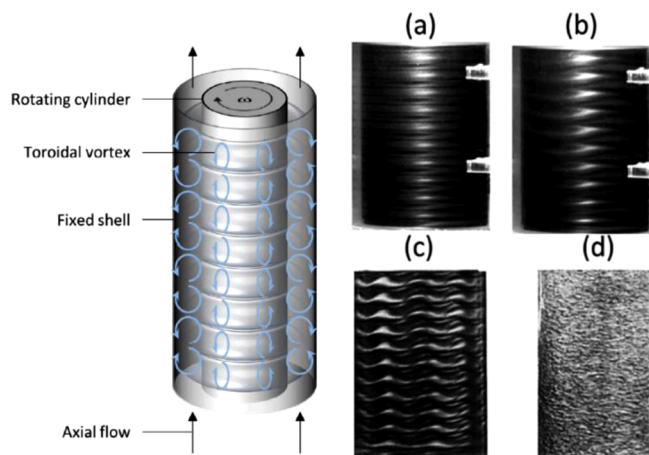 Rotating cylinder
Toroidal vortex
Fixed shell
Axial flow
ω
(a)
(b)
(c)
(d)